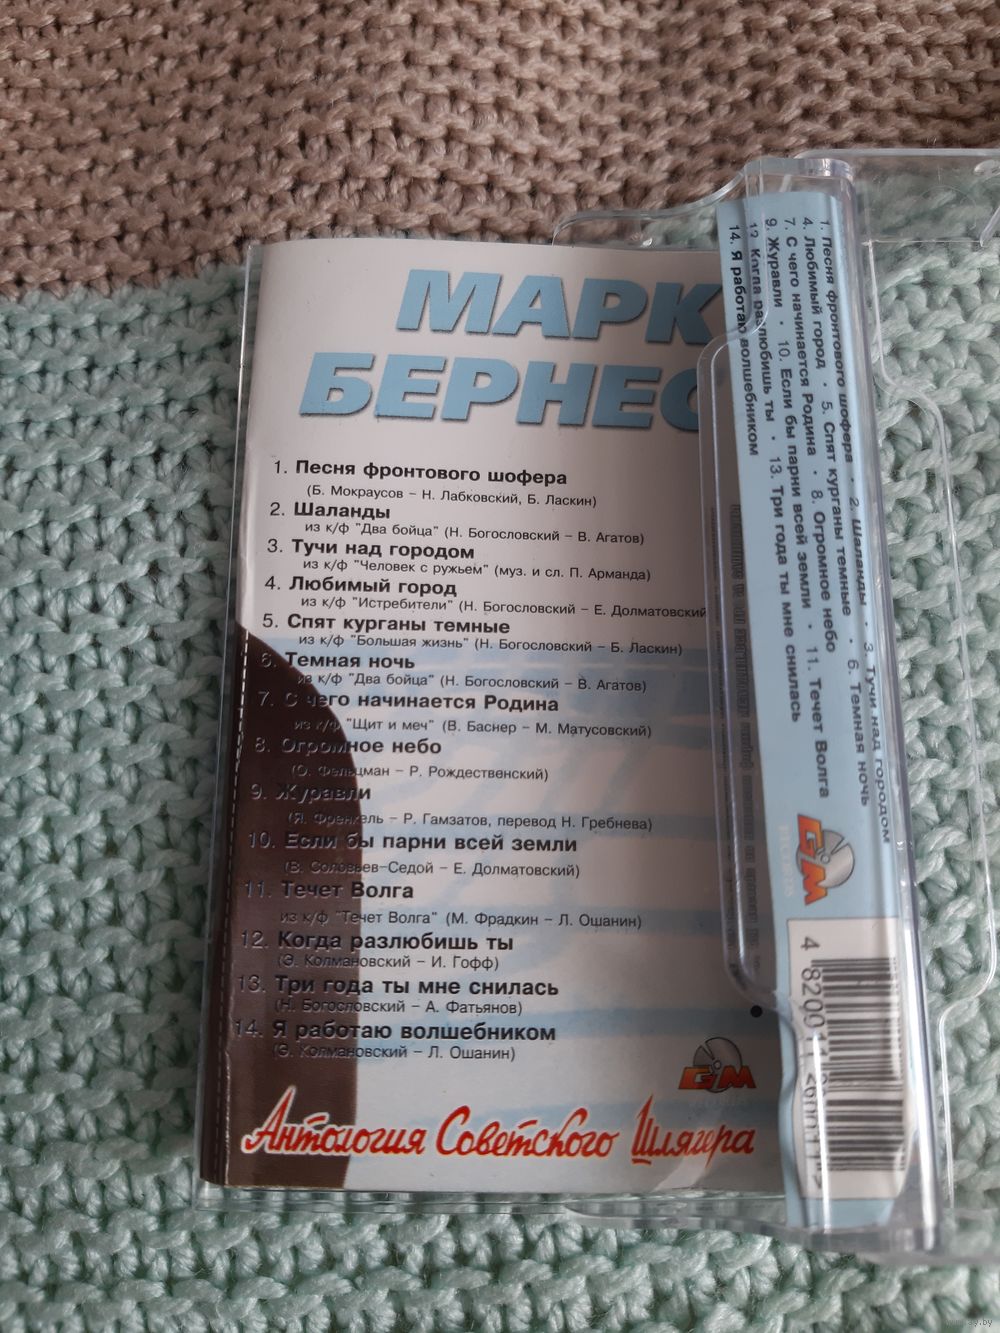 МАРК
БЕРНЕС
1. Песня фронтового шофера
(Б. Мокраусов – Н. Лабковский, Б. Ласкин)
2. Шаланды
из к/ф "Два бойца" (Н. Богословский – В. Агатов)
3. Тучи над городом
из к/ф "Человек с ружьем" (муз. и сл. П. Арманда)
4. Любимый город
из к/ф "Истребители" (Н. Богословский – Е. Долматовский
5. Спят курганы темные
из к/ф "Большая жизнь" (Н. Богословский – Б. Ласкин)
6. Темная ночь
из к/ф "Два бойца" (Н. Богословский – В. Агатов)
7. С чего начинается Родина
из к/ф "Щит и меч" (В. Баснер – М. Матусовский)
8. Огромное небо
(О. Фельцман – Р. Рождественский)
9. Журавли
(Я. Френкель – Р. Гамзатов, перевод Н. Гребнева)
10. Если бы парни всей земли
(В. Соловьев-Седой – Е. Долматовский)
11. Течет Волга
из к/ф "Течет Волга" (М. Фрадкин – Л. Ошанин)
12. Когда разлюбишь ты
(Э. Колмановский – И. Гофф)
13. Три года ты мне снилась
(Н. Богословский – А. Фатьянов)
14. Я работаю волшебником
(Э. Колмановский – Л. Ошанин)
GM
Антология Советского Шлягера
1. Песня фронтового шофера • 2. Шаланды • 3. Тучи над городом
4. Любимый город • 5. Спят курганы темные • 6. Темная ночь
7. С чего начинается Родина • 8. Огромное небо
9. Журавли • 10. Если бы парни всей земли • 11. Течет Волга
12. Когда разлюбишь ты • 13. Три года ты мне снилась
14. Я работаю волшебником
GM